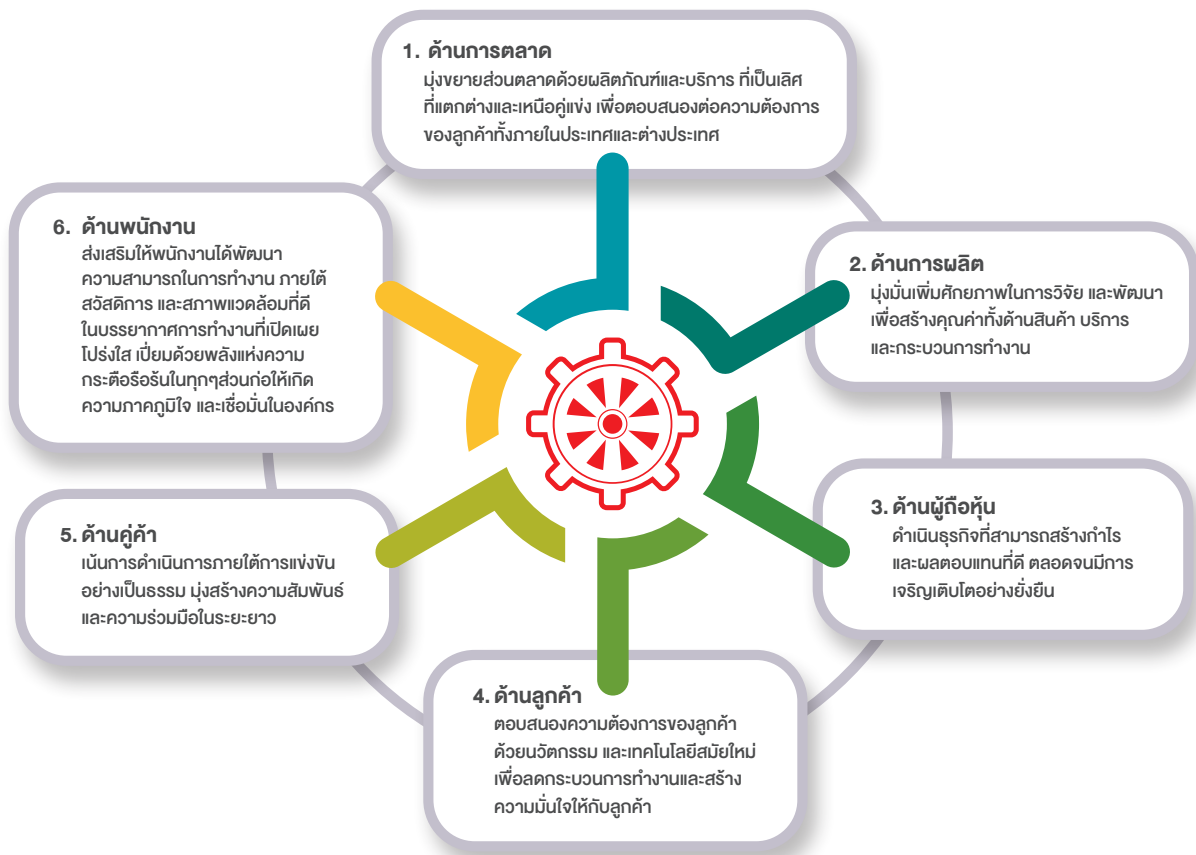 1. ด้านการตลาด
มุ่งขยายส่วนตลาดด้วยผลิตภัณฑ์และบริการ ที่เป็นเลิศ
ที่แตกต่างและเหนือคู่แข่ง เพื่อตอบสนองต่อความต้องการ
ของลูกค้าทั้งภายในประเทศและต่างประเทศ
2. ด้านการผลิต
มุ่งมั่นเพิ่มศักยภาพในการวิจัย และพัฒนา
เพื่อสร้างคุณค่าทั้งด้านสินค้า บริการ
และกระบวนการทำงาน
3. ด้านผู้ถือหุ้น
ดำเนินธุรกิจที่สามารถสร้างกำไร
และผลตอบแทนที่ดี ตลอดจนมีการ
เจริญเติบโตอย่างยั่งยืน
4. ด้านลูกค้า
ตอบสนองความต้องการของลูกค้า
ด้วยนวัตกรรม และเทคโนโลยีสมัยใหม่
เพื่อลดกระบวนการทำงานและสร้าง
ความมั่นใจให้กับลูกค้า
5. ด้านคู่ค้า
เน้นการดำเนินการภายใต้การแข่งขัน
อย่างเป็นธรรม มุ่งสร้างความสัมพันธ์
และความร่วมมือในระยะยาว
6. ด้านพนักงาน
ส่งเสริมให้พนักงานได้พัฒนา
ความสามารถในการทำงาน ภายใต้
สวัสดิการ และสภาพแวดล้อมที่ดี
ในบรรยากาศการทำงานที่เปิดเผย
โปร่งใส เปี่ยมด้วยพลังแห่งความ
กระตือรือร้นในทุกๆส่วนก่อให้เกิด
ความภาคภูมิใจ และเชื่อมั่นในองค์กร